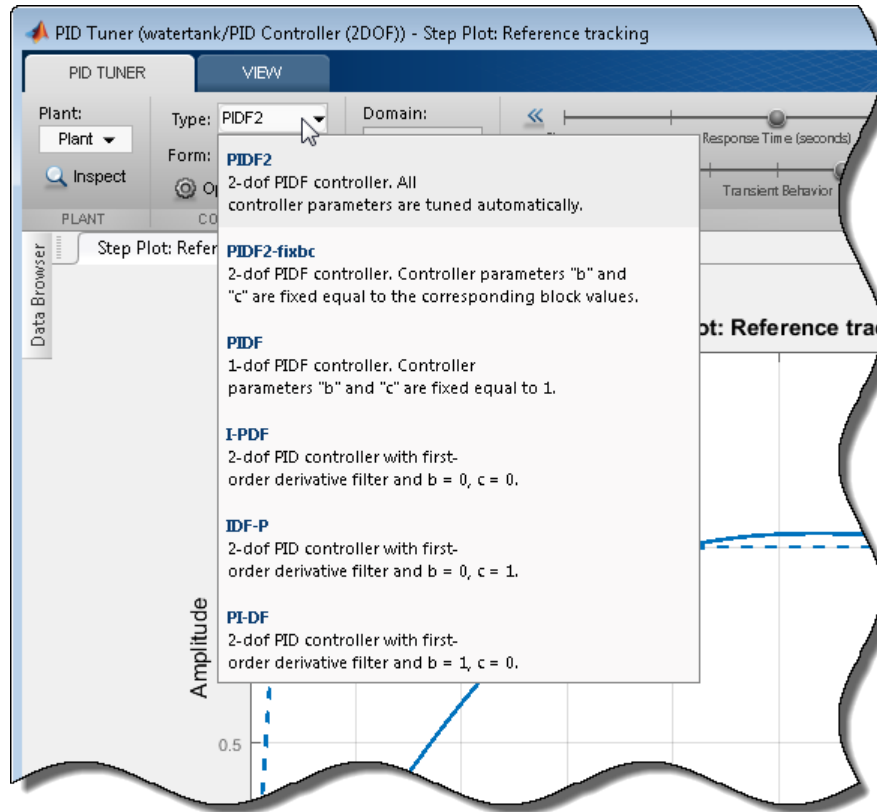 PID Tuner (watertank/PID Controller (2DOF)) - Step Plot: Reference tracking
PID TUNER
VIEW
Plant:
Plant
Inspect
PLANT
Type: PIDF2
Form:
Domain:
Response Time (seconds)
Transient Behavior
Data Browser
Step Plot: Refer
PIDF2
2-dof PIDF controller. All
controller parameters are tuned automatically.
PIDF2-fixbc
2-dof PIDF controller. Controller parameters "b" and
"c" are fixed equal to the corresponding block values.
PIDF
1-dof PIDF controller. Controller
parameters "b" and "c" are fixed equal to 1.
I-PDF
2-dof PID controller with first-
order derivative filter and b = 0, c = 0.
IDF-P
2-dof PID controller with first-
order derivative filter and b = 0, c = 1.
PI-DF
2-dof PID controller with first-
order derivative filter and b = 1, c = 0.
ot: Reference tra
Amplitude
0.5